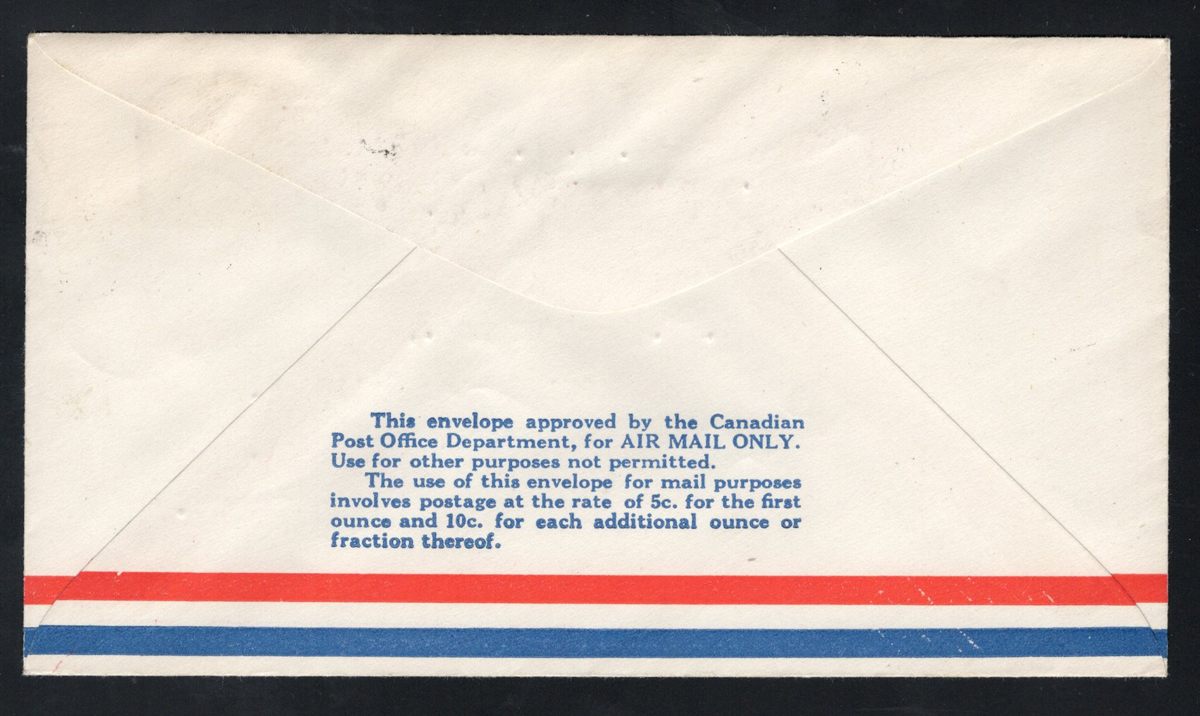 This envelope approved by the Canadian
Post Office Department, for AIR MAIL ONLY.
Use for other purposes not permitted.
The use of this envelope for mail purposes
involves postage at the rate of 5c. for the first
ounce and 10c. for each additional ounce or
fraction thereof.